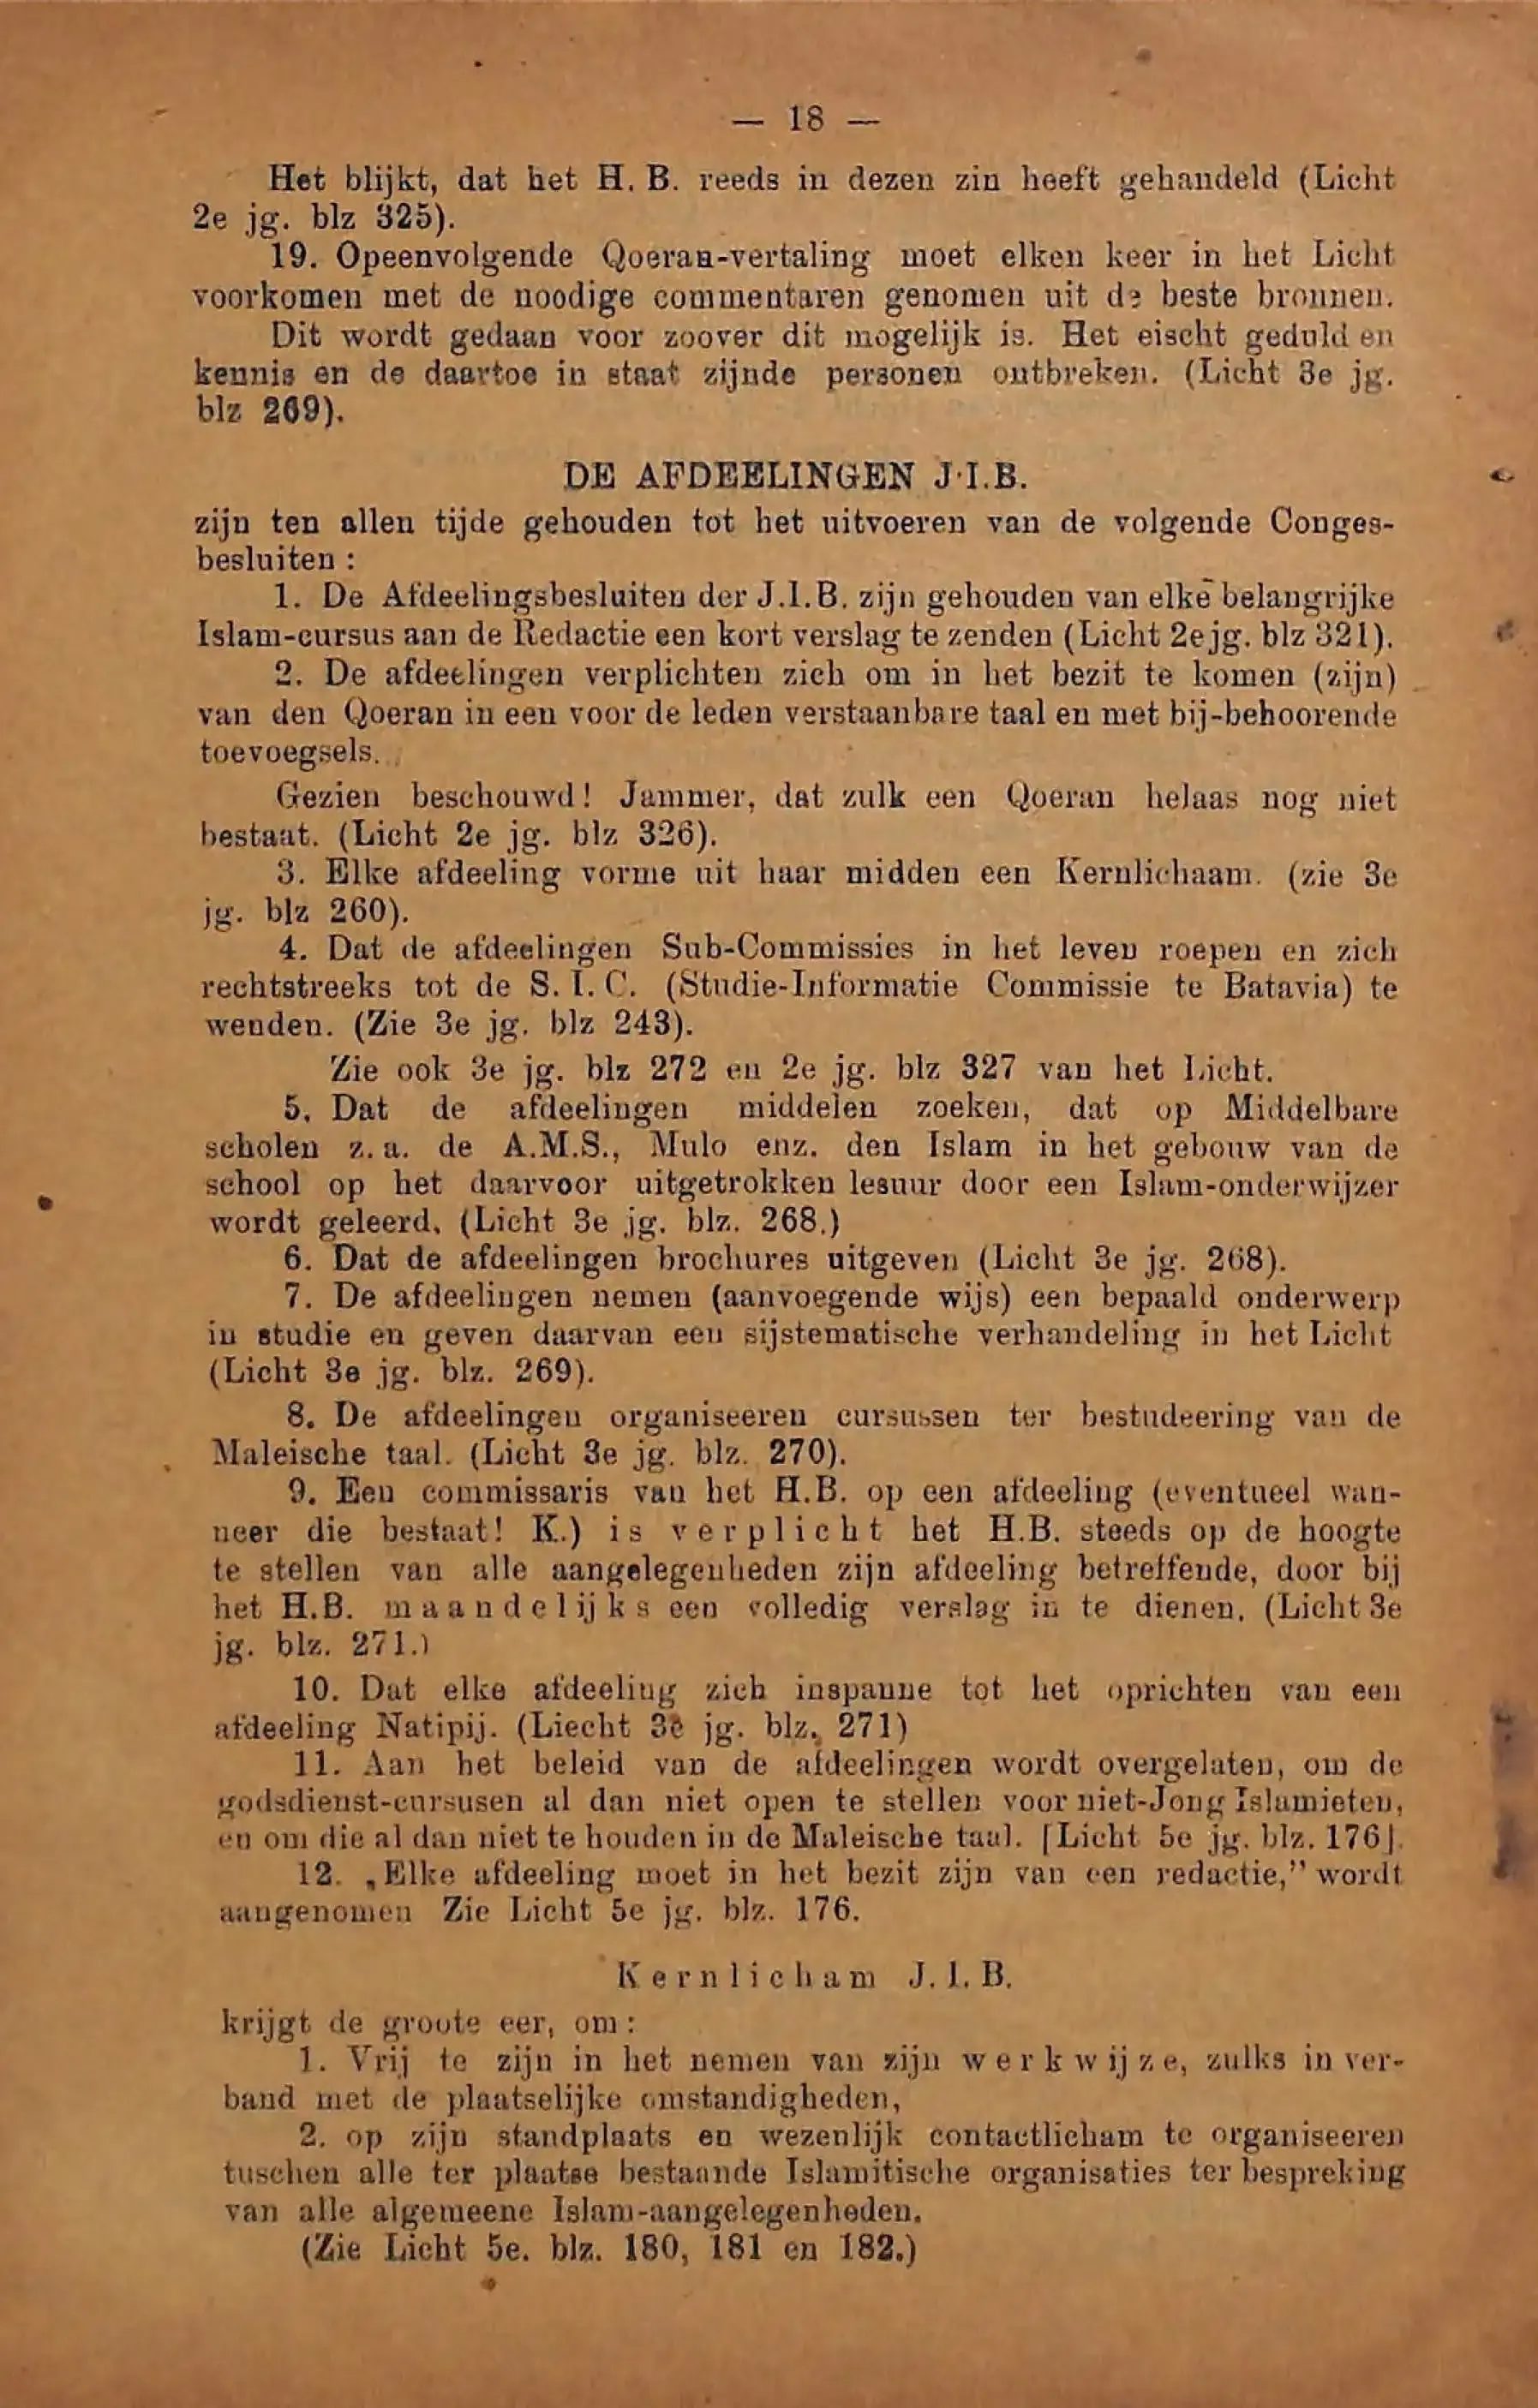 — 18 —
Het blijkt, dat het H. B. reeds in dezen zin heeft gehandeld (Licht
2e jg. blz 325).
19. Opeenvolgende Qoeran-vertaling moet elken keer in het Licht
voorkomen met de noodige commentaren genomen uit de beste bronnen.
Dit wordt gedaan voor zoover dit mogelijk is. Het eischt geduld en
kennis en de daartoe in staat zijnde personen ontbreken. (Licht 3e jg.
blz 269).
DE AFDEELINGEN J.I.B.
zijn ten allen tijde gehouden tot het uitvoeren van de volgende Conges-
besluiten :
1. De Afdeelingsbesluiten der J.I.B. zijn gehouden van elke belangrijke
Islam-cursus aan de Redactie een kort verslag te zenden (Licht 2e jg. blz 321).
2. De afdeelingen verplichten zich om in het bezit te komen (zijn)
van den Qoeran in een voor de leden verstaanbare taal en met bij-behoorende
toevoegsels.
Gezien beschouwd! Jammer, dat zulk een Qoeran helaas nog niet
bestaat. (Licht 2e jg. blz 326).
3. Elke afdeeling vorme uit haar midden een Kernlichaam. (zie 3e
jg. blz 260).
4. Dat de afdeelingen Sub-Commissies in het leven roepen en zich
rechtstreeks tot de S. I. C. (Studie-Informatie Commissie te Batavia) te
wenden. (Zie 3e jg. blz 243).
Zie ook 3e jg. blz 272 en 2e jg. blz 327 van het Licht.
5. Dat de afdeelingen middelen zoeken, dat op Middelbare
scholen z. a. de A.M.S., Mulo enz. den Islam in het gebouw van de
school op het daarvoor uitgetrokken lesuur door een Islam-onderwijzer
wordt geleerd. (Licht 3e jg. blz. 268.)
6. Dat de afdeelingen brochures uitgeven (Licht 3e jg. 268).
7. De afdeelingen nemen (aanvoegende wijs) een bepaald onderwerp
in studie en geven daarvan een sijstematische verhandeling in het Licht
(Licht 3e jg. blz. 269).
8. De afdeelingen organiseeren cursussen ter bestudeering van de
Maleische taal. (Licht 3e jg. blz. 270).
9. Een commissaris van het H.B. op een afdeeling (eventueel wan-
neer die bestaat! K.) is verplicht het H.B. steeds op de hoogte
te stellen van alle aangelegenheden zijn afdeeling betreffende, door bij
het H.B. maandelijks een volledig verslag in te dienen. (Licht 3e
jg. blz. 271.)
10. Dat elke afdeeling zich inspanne tot het oprichten van een
afdeeling Natipij. (Liecht 3e jg. blz. 271)
11. Aan het beleid van de afdeelingen wordt overgelaten, om de
godsdienst-cursusen al dan niet open te stellen voor niet-Jong Islamieten,
en om die al dan niet te houden in de Maleische taal. [Licht 5e jg. blz. 176].
12. „Elke afdeeling moet in het bezit zijn van een redactie,” wordt
aangenomen Zie Licht 5e jg. blz. 176.
Kernlicham J. I. B.
krijgt de groote eer, om :
1. Vrij te zijn in het nemen van zijn werkwijze, zulks in ver-
band met de plaatselijke omstandigheden,
2. op zijn standplaats en wezenlijk contactlicham te organiseeren
tusschen alle ter plaatse bestaande Islamitische organisaties ter bespreking
van alle algemeene Islam-aangelegenheden.
(Zie Licht 5e. blz. 180, 181 en 182.)